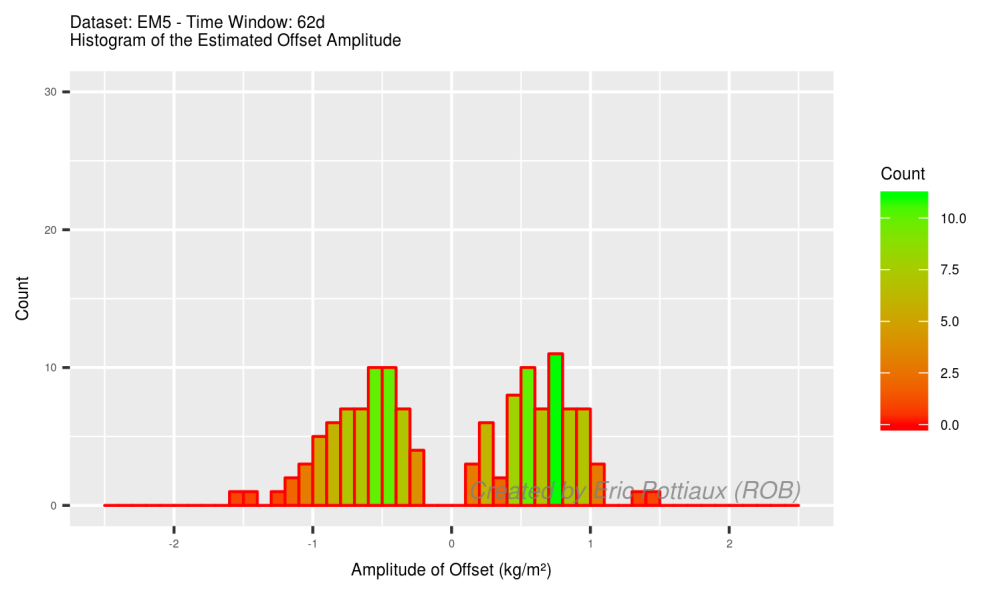 Dataset: EM5 - Time Window: 62d
Histogram of the Estimated Offset Amplitude
30
20
10
0
Count
-2
-1
0
1
2
Amplitude of Offset (kg/m²)
Created by Eric Pottiaux (ROB)
Count
10.0
7.5
5.0
2.5
0.0